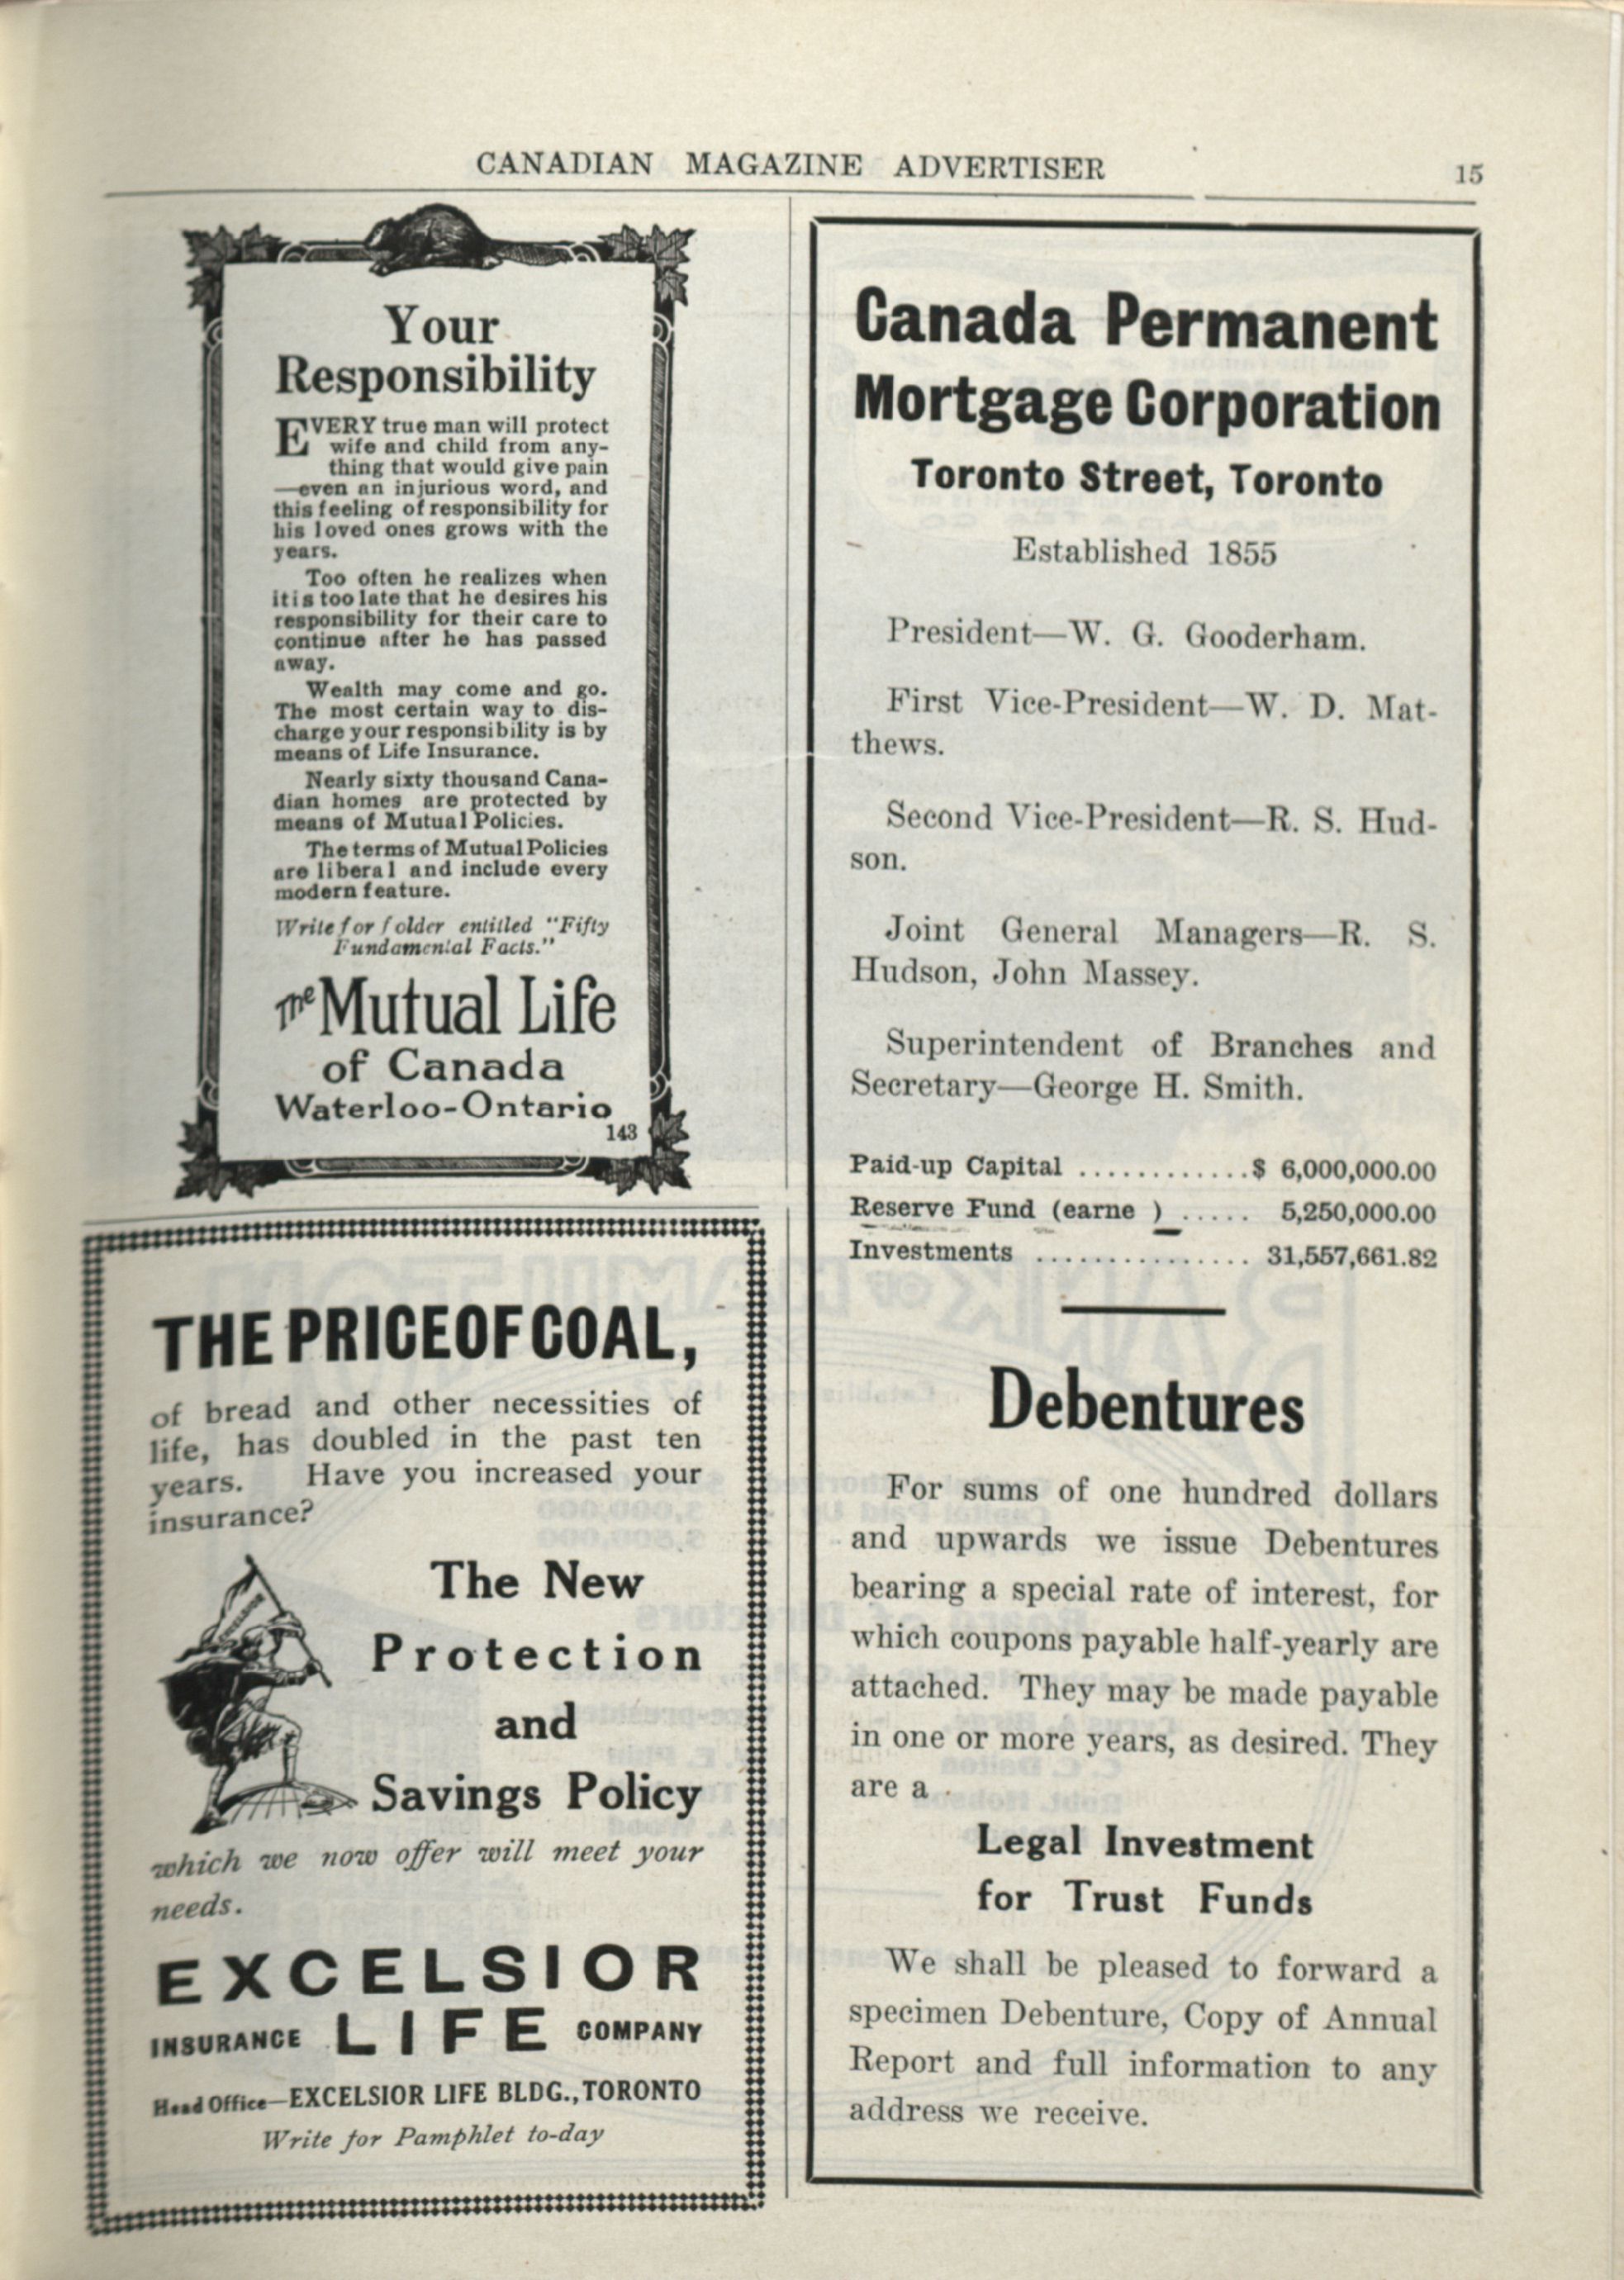 CANADIAN MAGAZINE ADVERTISER
15
Your
Responsibility
EVERY true man will protect
wife and child from any-
thing that would give pain
—even an injurious word, and
this feeling of responsibility for
his loved ones grows with the
years.
Too often he realizes when
it is too late that he desires his
responsibility for their care to
continue after he has passed
away.
Wealth may come and go.
The most certain way to dis-
charge your responsibility is by
means of Life Insurance.
Nearly sixty thousand Cana-
dian homes are protected by
means of Mutual Policies.
The terms of Mutual Policies
are liberal and include every
modern feature.
Write for folder entitled "Fifty
Fundamental Facts."
The Mutual Life
of Canada
Waterloo-Ontario
143
THE PRICE OF COAL,
of bread and other necessities of
life, has doubled in the past ten
years. Have you increased your
insurance?
The New
Protection
and
Savings Policy
which we now offer will meet your
needs.
EXCELSIOR
INSURANCE LIFE COMPANY
Head Office—EXCELSIOR LIFE BLDG., TORONTO
Write for Pamphlet to-day
Canada Permanent
Mortgage Corporation
Toronto Street, Toronto
Established 1855
President—W. G. Gooderham.
First Vice-President—W. D. Mat-
thews.
Second Vice-President—R. S. Hud-
son.
Joint General Managers—R. S.
Hudson, John Massey.
Superintendent of Branches and
Secretary—George H. Smith.
Paid-up Capital ............$ 6,000,000.00
Reserve Fund (earne ) ..... 5,250,000.00
Investments ............... 31,557,661.82
Debentures
For sums of one hundred dollars
and upwards we issue Debentures
bearing a special rate of interest, for
which coupons payable half-yearly are
attached. They may be made payable
in one or more years, as desired. They
are a
Legal Investment
for Trust Funds
We shall be pleased to forward a
specimen Debenture, Copy of Annual
Report and full information to any
address we receive.